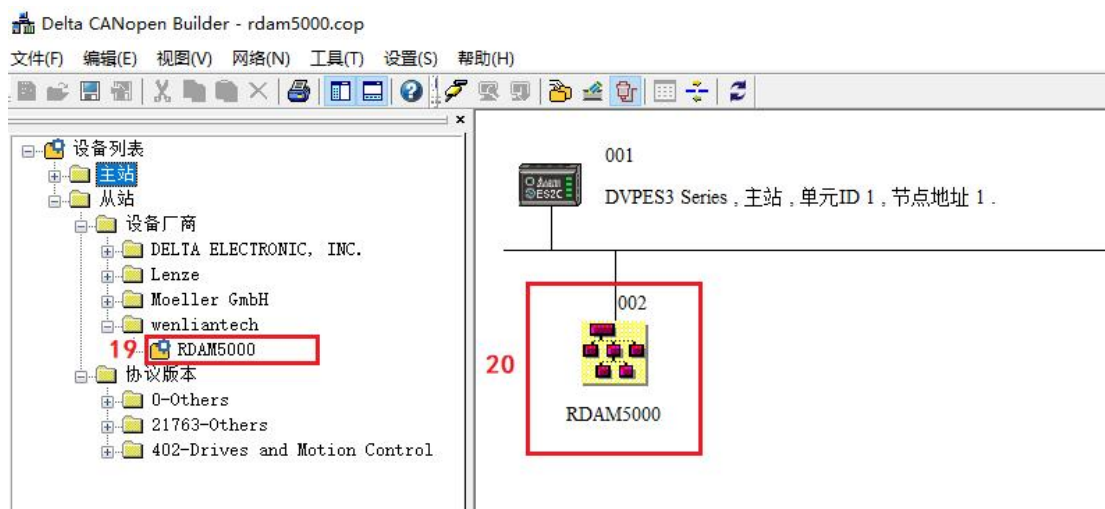 Delta CANopen Builder - rdam5000.cop
文件(F) 编辑(E) 视图(V) 网络(N) 工具(T) 设置(S) 帮助(H)
设备列表
主站
从站
设备厂商
DELTA ELECTRONIC, INC.
Lenze
Moeller GmbH
wenliantech
19 RDAM5000
协议版本
0-Others
21763-Others
402-Drives and Motion Control
001
DVPES3 Series , 主站 , 单元ID 1 , 节点地址 1 .
002
20
RDAM5000